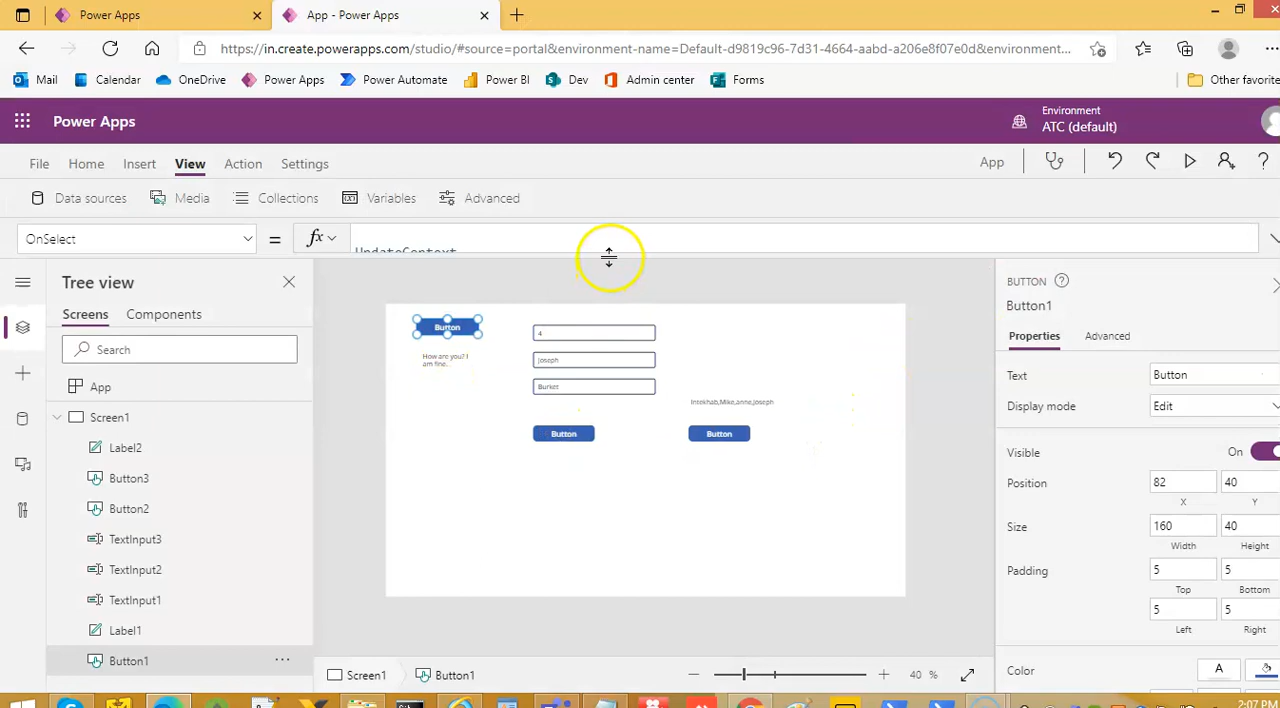 Power Apps
App - Power Apps
https://in.create.powerapps.com/studio/#source=portal&environment-name=Default-d9819c96-7d31-4664-aabd-a206e8f07e0d&environment...
Mail
Calendar
OneDrive
Power Apps
Power Automate
Power BI
Dev
Admin center
Forms
Other favorite
Power Apps
Environment
ATC (default)
File
Home
Insert
View
Action
Settings
App
Data sources
Media
Collections
Variables
Advanced
OnSelect
=
fx
UpdateContext
Tree view
Screens
Components
Search
App
Screen1
Label2
Button3
Button2
TextInput3
TextInput2
TextInput1
Label1
Button1
Button
How are you? I
am fine.
4
Joseph
Burket
Button
Intekhab,Mike,anne,Joseph
Button
Screen1
Button1
40 %
BUTTON
Button1
Properties
Advanced
Text
Button
Display mode
Edit
Visible
On
Position
82
40
X
Y
Size
160
40
Width
Height
Padding
5
5
Top
Bottom
5
5
Left
Right
Color
A
2:07 PM